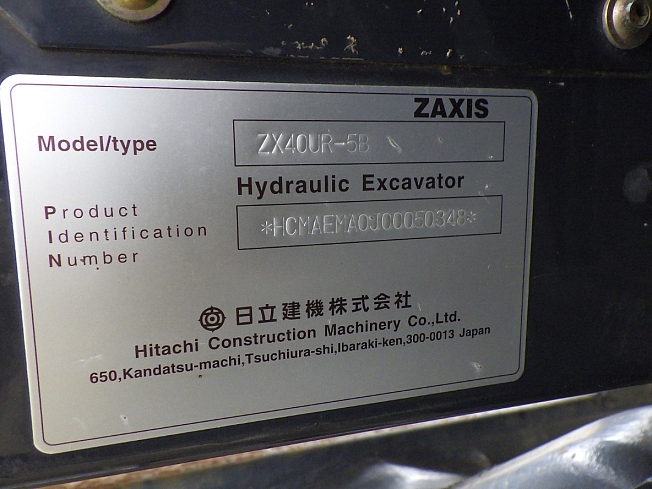 ZAXIS
Model/type ZX40UR-5B
Hydraulic Excavator
Product
Identification
Number
*HCMAEMA0J00050348*
日立建機株式会社
Hitachi Construction Machinery Co.,Ltd.
650,Kandatsu-machi,Tsuchiura-shi,Ibaraki-ken,300-0013 Japan